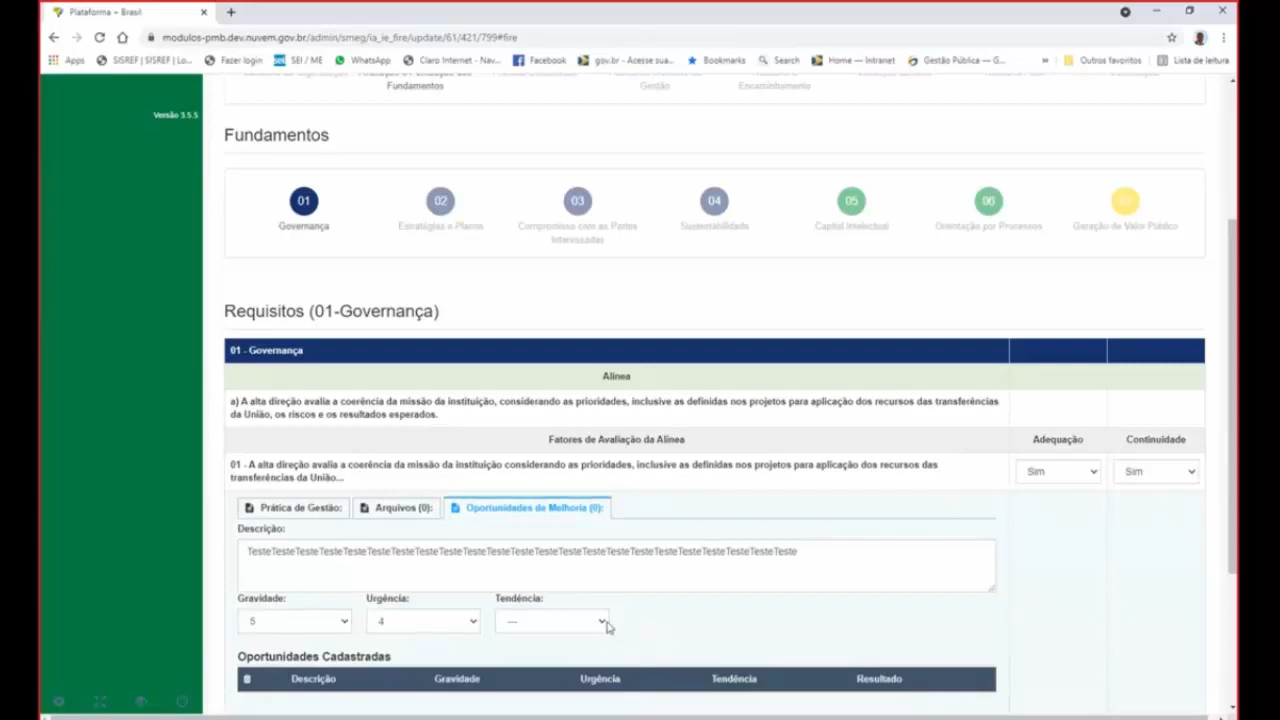 Plataforma + Brasil
modulos-pmb.dev.nuvem.gov.br/admin/smeg/ia_ie_fire/update/61/421/799#fire
Apps SISREF | SISREF | Lo... Fazer login SEI / ME WhatsApp Claro Internet - Nav... Facebook gov.br - Acesse sua... Bookmarks Search Home — Intranet Gestão Pública — G... » Outros favoritos Lista de leitura
Fundamentos Gestão Encaminhamento
Versão 3.5.5
Fundamentos
01 02 03 04 05 06
Governança Estratégias e Planos Compromisso com as Partes Interessadas Sustentabilidade Capital Intelectual Orientação por Processos Geração de Valor Público
Requisitos (01-Governança)
01 - Governança
Alínea
a) A alta direção avalia a coerência da missão da instituição, considerando as prioridades, inclusive as definidas nos projetos para aplicação dos recursos das transferências
da União, os riscos e os resultados esperados.
Fatores de Avaliação da Alínea Adequação Continuidade
01 - A alta direção avalia a coerência da missão da instituição considerando as prioridades, inclusive as definidas nos projetos para aplicação dos recursos das
transferências da União...
Sim Sim
Prática de Gestão: Arquivos (0): Oportunidades de Melhoria (0):
Descrição:
TesteTesteTesteTesteTesteTesteTesteTesteTesteTesteTesteTesteTesteTesteTesteTesteTesteTesteTesteTesteTesteTesteTeste
Gravidade: Urgência: Tendência:
5 4 ---
Oportunidades Cadastradas
Descrição Gravidade Urgência Tendência Resultado